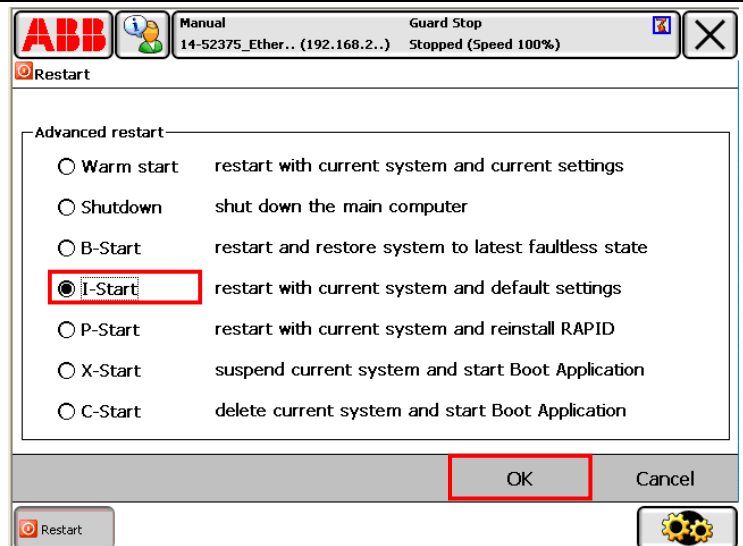 ABB
Manual Guard Stop
14-52375_Ether.. (192.168.2..) Stopped (Speed 100%)
Restart
Advanced restart
Warm start restart with current system and current settings
Shutdown shut down the main computer
B-Start restart and restore system to latest faultless state
I-Start restart with current system and default settings
P-Start restart with current system and reinstall RAPID
X-Start suspend current system and start Boot Application
C-Start delete current system and start Boot Application
OK Cancel
Restart